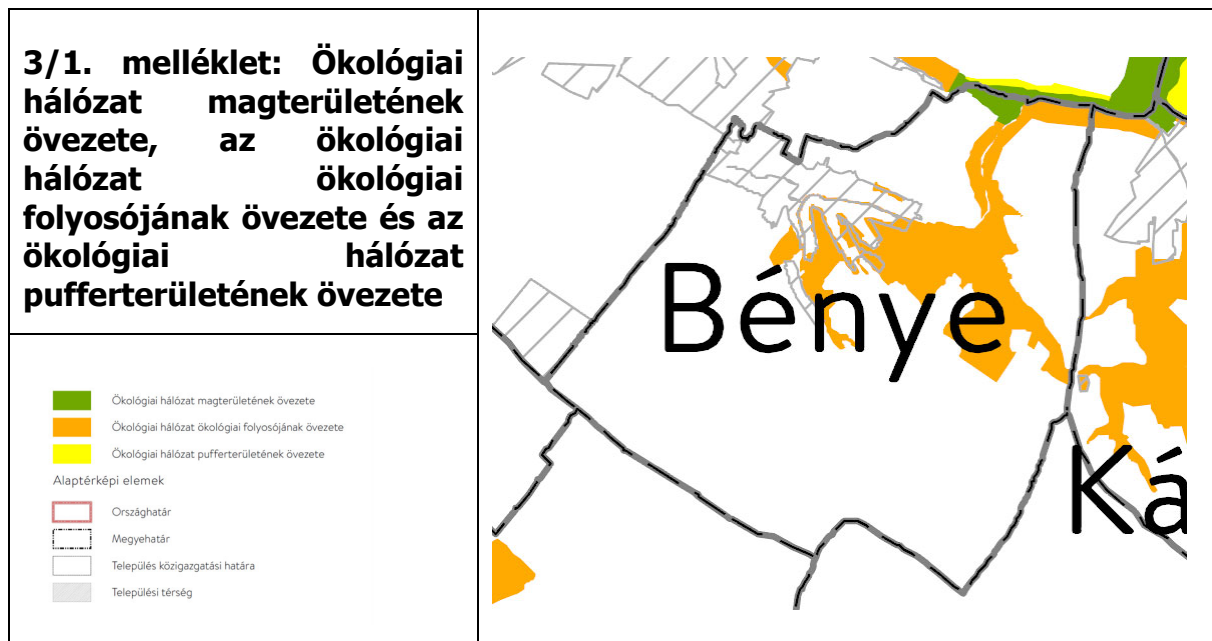 3/1. melléklet: Ökológiai
hálózat magterületének
övezete, az ökológiai
hálózat ökológiai
folyosójának övezete és az
ökológiai hálózat
pufferterületének övezete
Ökológiai hálózat magterületének övezete
Ökológiai hálózat ökológiai folyosójának övezete
Ökológiai hálózat pufferterületének övezete
Alaptérképi elemek
Országhatár
Megyehatár
Település közigazgatási határa
Települési térség
Bénye
Ká